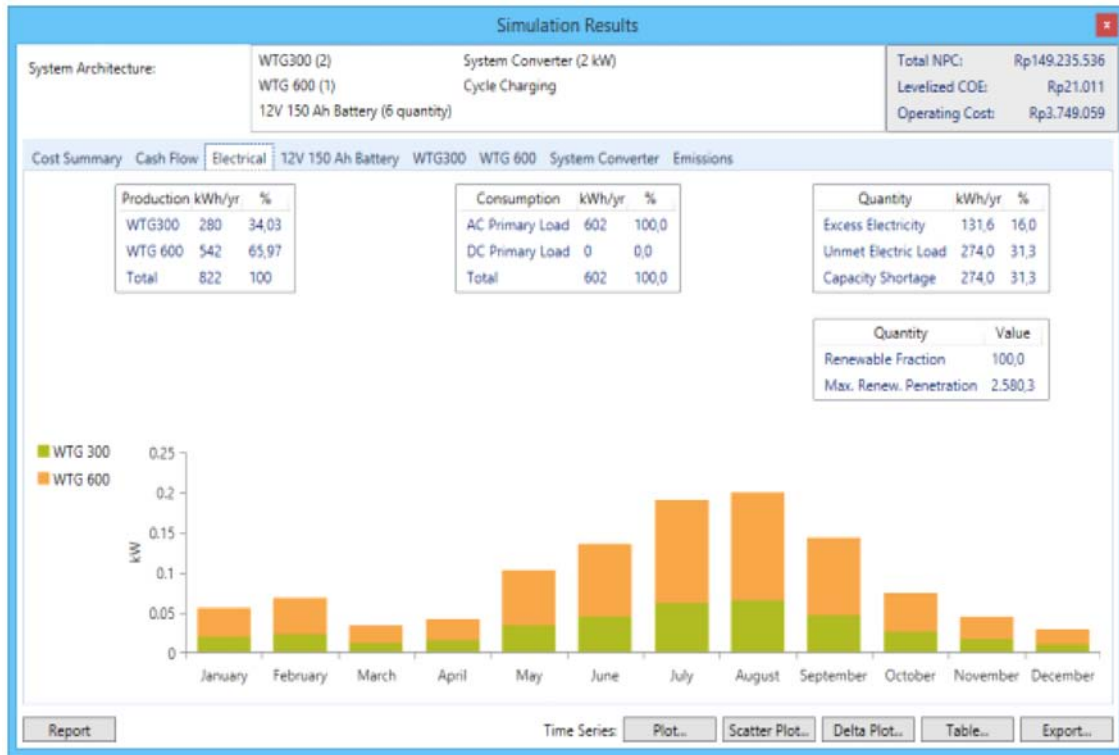 Simulation Results
x
System Architecture:
WTG300 (2) System Converter (2 kW)
WTG 600 (1) Cycle Charging
12V 150 Ah Battery (6 quantity)
Total NPC: Rp149.235.536
Levelized COE: Rp21.011
Operating Cost: Rp3.749.059
Cost Summary Cash Flow Electrical 12V 150 Ah Battery WTG300 WTG 600 System Converter Emissions
Production kWh/yr %
WTG300 280 34,03
WTG 600 542 65,97
Total 822 100
Consumption kWh/yr %
AC Primary Load 602 100,0
DC Primary Load 0 0,0
Total 602 100,0
Quantity kWh/yr %
Excess Electricity 131,6 16,0
Unmet Electric Load 274,0 31,3
Capacity Shortage 274,0 31,3
Quantity Value
Renewable Fraction 100,0
Max. Renew. Penetration 2.580,3
WTG 300
WTG 600
kW
0.25
0.2
0.15
0.1
0.05
0
January February March April May June July August September October November December
Report Time Series: Plot... Scatter Plot... Delta Plot... Table... Export...